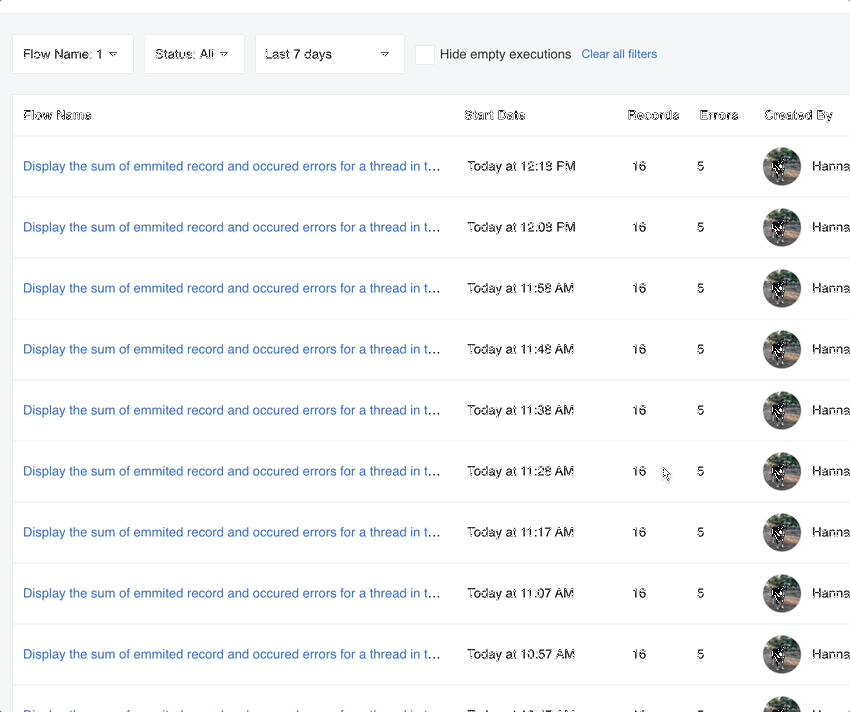 Flow Name: 1 Status: All Last 7 days Hide empty executions Clear all filters
Flow Name Start Date Records Errors Created By
Display the sum of emmited record and occured errors for a thread in t... Today at 12:18 PM 16 5 Hanna
Display the sum of emmited record and occured errors for a thread in t... Today at 12:08 PM 16 5 Hanna
Display the sum of emmited record and occured errors for a thread in t... Today at 11:58 AM 16 5 Hanna
Display the sum of emmited record and occured errors for a thread in t... Today at 11:48 AM 16 5 Hanna
Display the sum of emmited record and occured errors for a thread in t... Today at 11:38 AM 16 5 Hanna
Display the sum of emmited record and occured errors for a thread in t... Today at 11:28 AM 16 5 Hanna
Display the sum of emmited record and occured errors for a thread in t... Today at 11:17 AM 16 5 Hanna
Display the sum of emmited record and occured errors for a thread in t... Today at 11:07 AM 16 5 Hanna
Display the sum of emmited record and occured errors for a thread in t... Today at 10:57 AM 16 5 Hanna